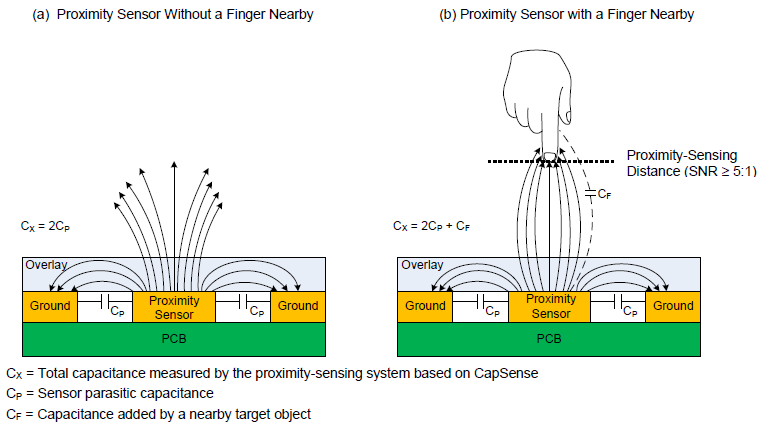 (a) Proximity Sensor Without a Finger Nearby
(b) Proximity Sensor with a Finger Nearby
Proximity-Sensing
Distance (SNR ≥ 5:1)
CF
CX = 2CP
CX = 2CP + CF
Overlay
Overlay
Ground
CP
Proximity
Sensor
CP
Ground
Ground
CP
Proximity
Sensor
CP
Ground
PCB
PCB
CX = Total capacitance measured by the proximity-sensing system based on CapSense
CP = Sensor parasitic capacitance
CF = Capacitance added by a nearby target object